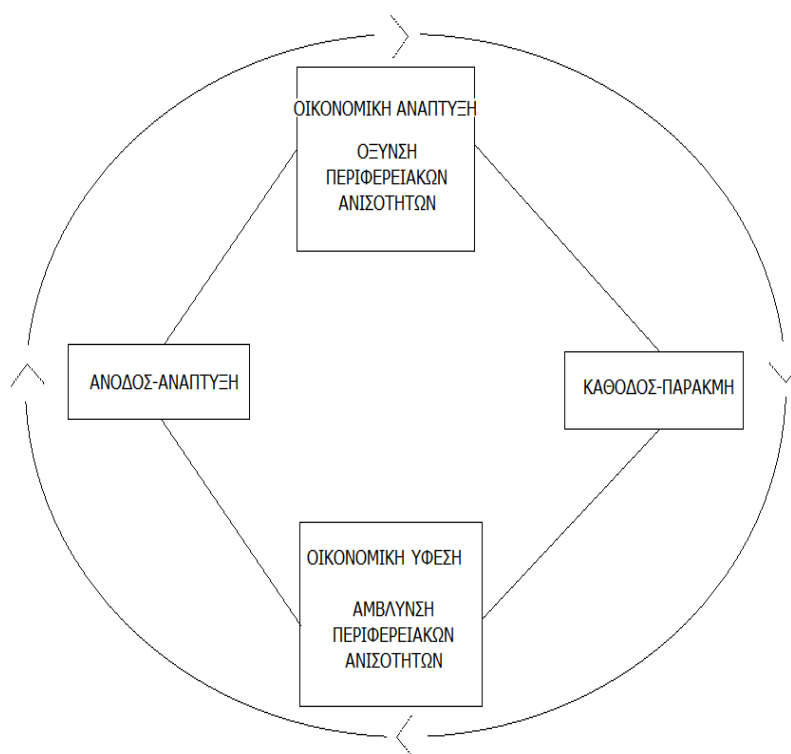 ΟΙΚΟΝΟΜΙΚΗ ΑΝΑΠΤΥΞΗ
ΟΞΥΝΣΗ
ΠΕΡΙΦΕΡΕΙΑΚΩΝ
ΑΝΙΣΟΤΗΤΩΝ
ΑΝΟΔΟΣ-ΑΝΑΠΤΥΞΗ
ΚΑΘΟΔΟΣ-ΠΑΡΑΚΜΗ
ΟΙΚΟΝΟΜΙΚΗ ΥΦΕΣΗ
ΑΜΒΛΥΝΣΗ
ΠΕΡΙΦΕΡΕΙΑΚΩΝ
ΑΝΙΣΟΤΗΤΩΝ